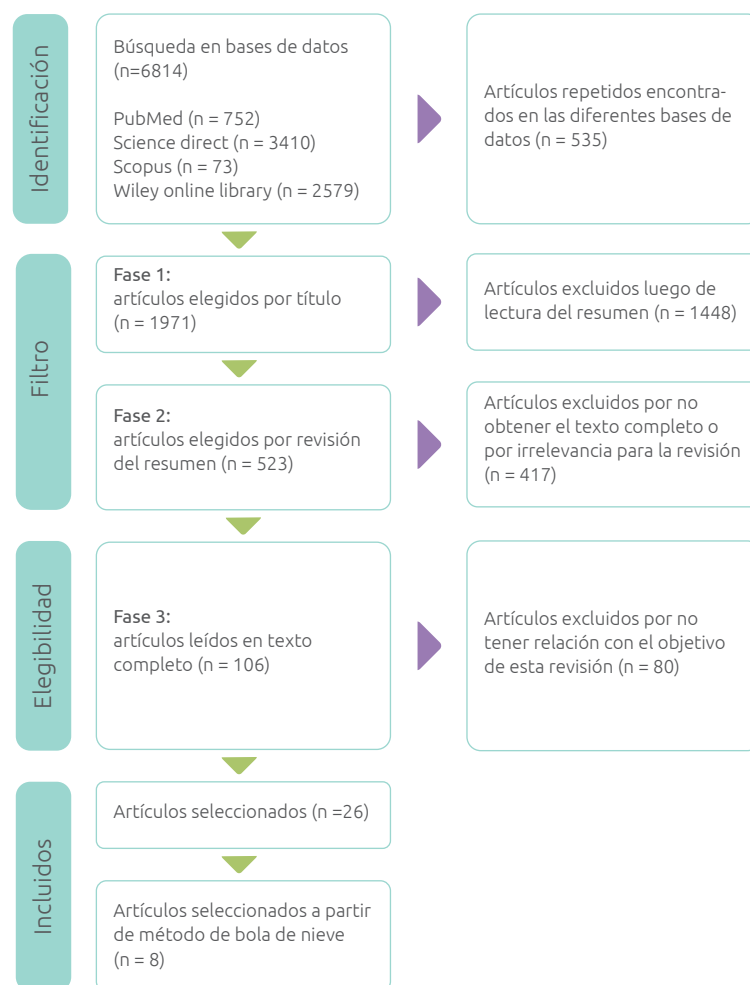 Identificación
Búsqueda en bases de datos
(n=6814)
PubMed (n = 752)
Science direct (n = 3410)
Scopus (n = 73)
Wiley online library (n = 2579)
Artículos repetidos encontra-
dos en las diferentes bases de
datos (n = 535)
Filtro
Fase 1:
artículos elegidos por título
(n = 1971)
Artículos excluidos luego de
lectura del resumen (n = 1448)
Fase 2:
artículos elegidos por revisión
del resumen (n = 523)
Artículos excluidos por no
obtener el texto completo o
por irrelevancia para la revisión
(n = 417)
Elegibilidad
Fase 3:
artículos leídos en texto
completo (n = 106)
Artículos excluidos por no
tener relación con el objetivo
de esta revisión (n = 80)
Incluidos
Artículos seleccionados (n =26)
Artículos seleccionados a partir
de método de bola de nieve
(n = 8)